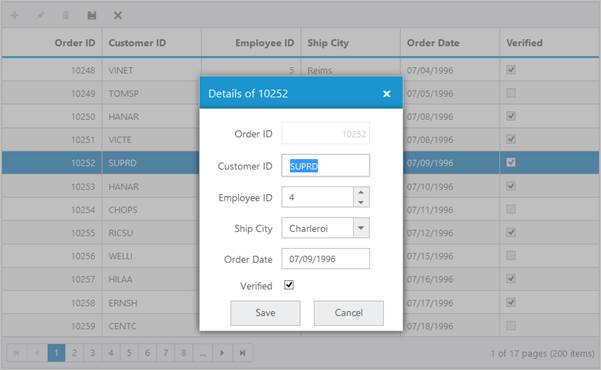 Order ID Customer ID Employee ID Ship City Order Date Verified
10248 VINET 5 Reims 07/04/1996
10249 TOMSP 07/05/1996
10250 HANAR 07/08/1996
10251 VICTE 07/08/1996
10252 SUPRD 07/09/1996
10253 HANAR 07/10/1996
10254 CHOPS 07/11/1996
10255 RICSU 07/12/1996
10256 WELLI 07/15/1996
10257 HILAA 07/16/1996
10258 ERNSH 07/17/1996
10259 CENTC 07/18/1996
Details of 10252
Order ID 10252
Customer ID SUPRD
Employee ID 4
Ship City Charleroi
Order Date 07/09/1996
Verified
Save Cancel
1 2 3 4 5 6 7 8 ... 1 of 17 pages (200 items)